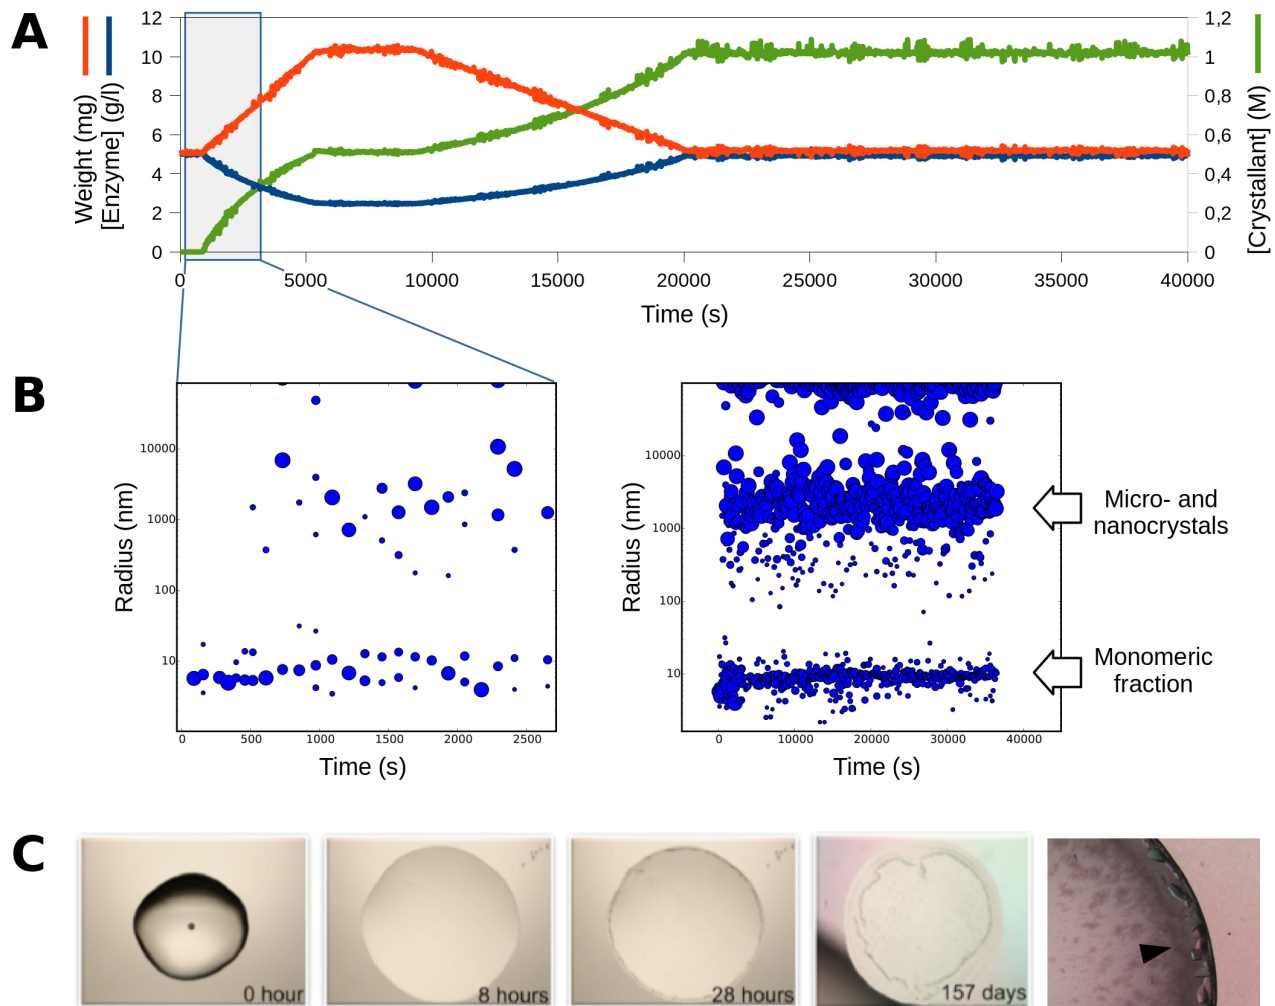 A
Weight (mg)
[Enzyme] (g/l)
12
10
8
6
4
2
0
1,2
1
0,8
0,6
0,4
0,2
0
[Crystallant] (M)
0
5000
10000
15000
20000
25000
30000
35000
40000
Time (s)
B
Radius (nm)
10000
1000
100
10
0
500
1000
1500
2000
2500
Time (s)
Radius (nm)
10000
1000
100
10
0
10000
20000
30000
40000
Time (s)
Micro- and
nanocrystals
Monomeric
fraction
C
0 hour
8 hours
28 hours
157 days